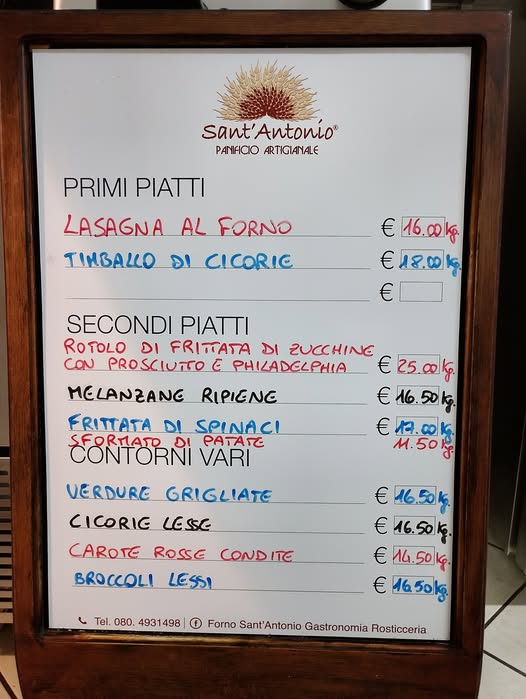 Sant'Antonio®
PANIFICIO ARTIGIANALE
PRIMI PIATTI
LASAGNA AL FORNO € 16.00 kg.
TIMBALLO DI CICORIE € 18.00 kg.
€
SECONDI PIATTI
ROTOLO DI FRITTATA DI ZUCCHINE
CON PROSCIUTTO E PHILADELPHIA € 25.00 kg.
MELANZANE RIPIENE € 16.50 kg.
FRITTATA DI SPINACI € 17.00 kg.
SFORMATO DI PATATE 11.50 kg.
CONTORNI VARI
VERDURE GRIGLIATE € 16.50 kg.
CICORIE LESSE € 16.50 kg.
CAROTE ROSSE CONDITE € 14.50 kg.
BROCCOLI LESSI € 16.50 kg.
Tel. 080. 4931498 | f Forno Sant'Antonio Gastronomia Rosticceria